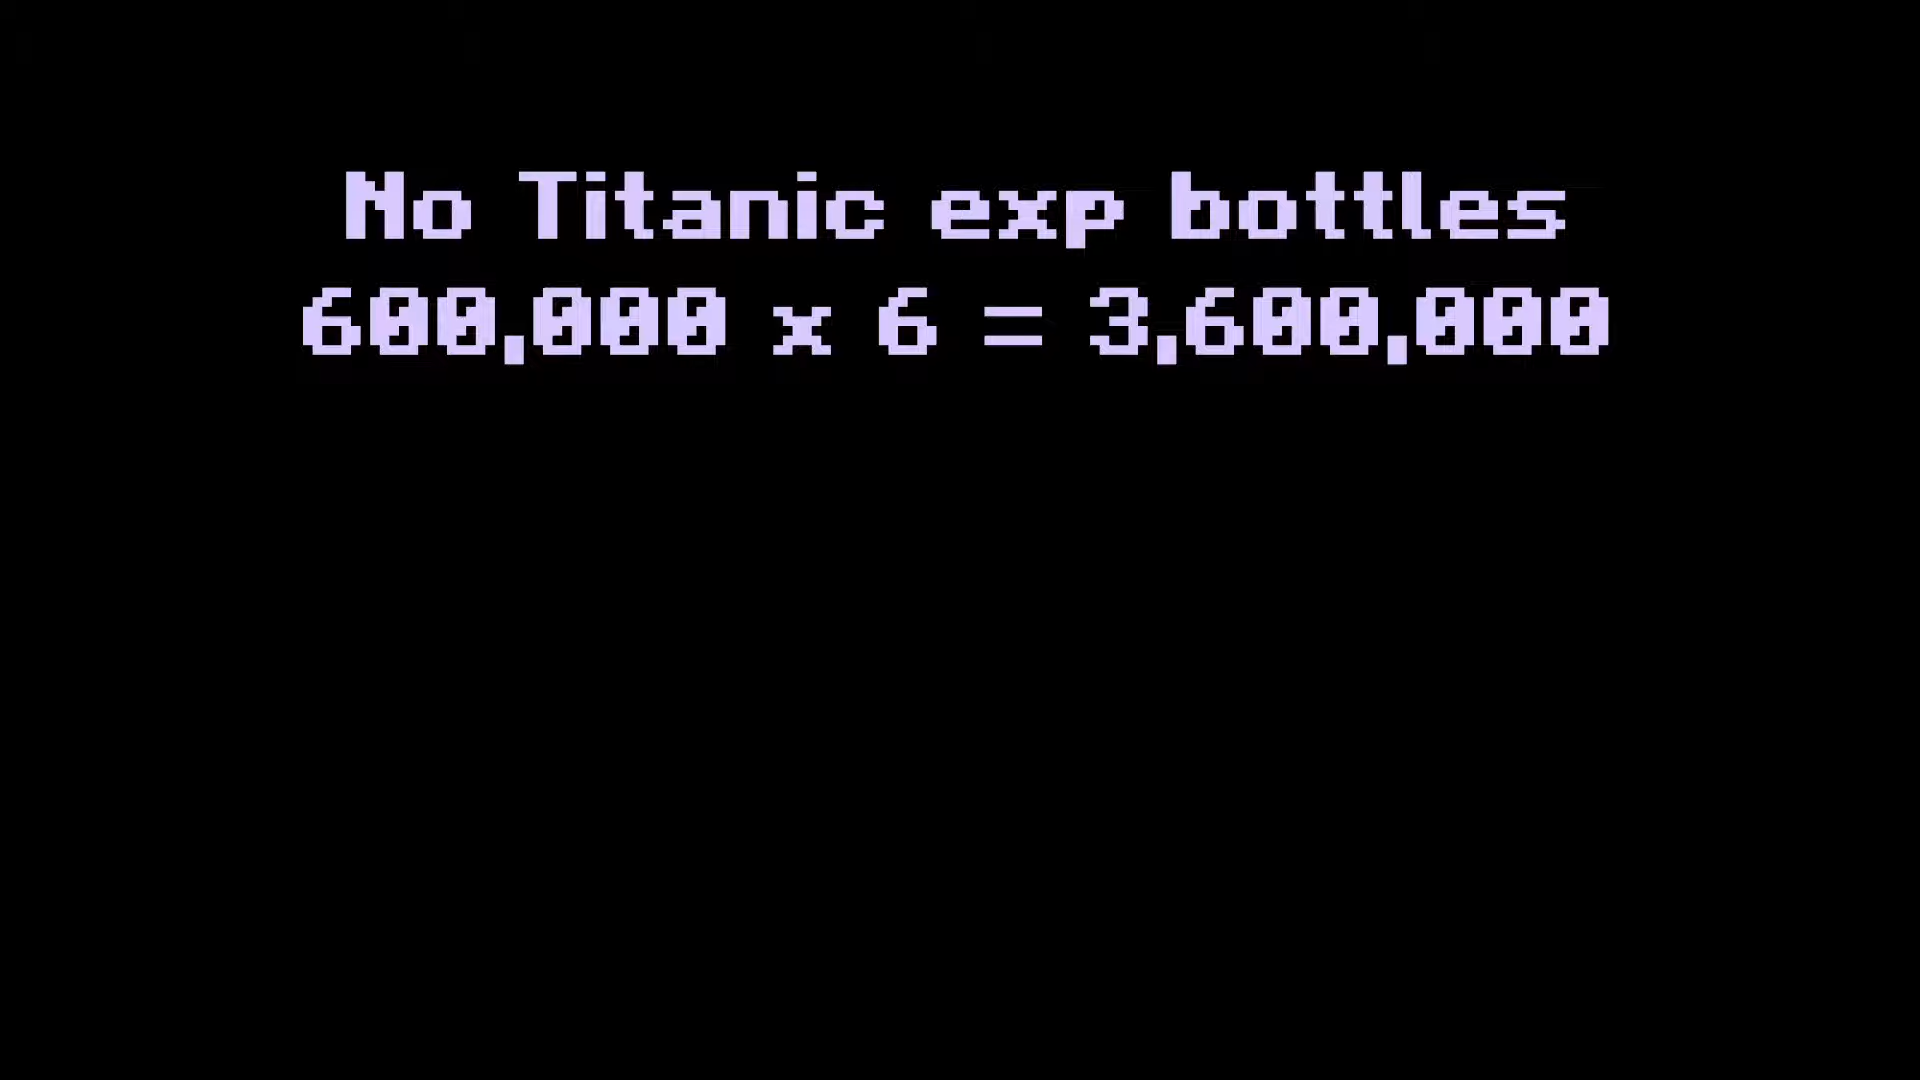 No Titanic exp bottles
600,000 x 6 = 3,600,000